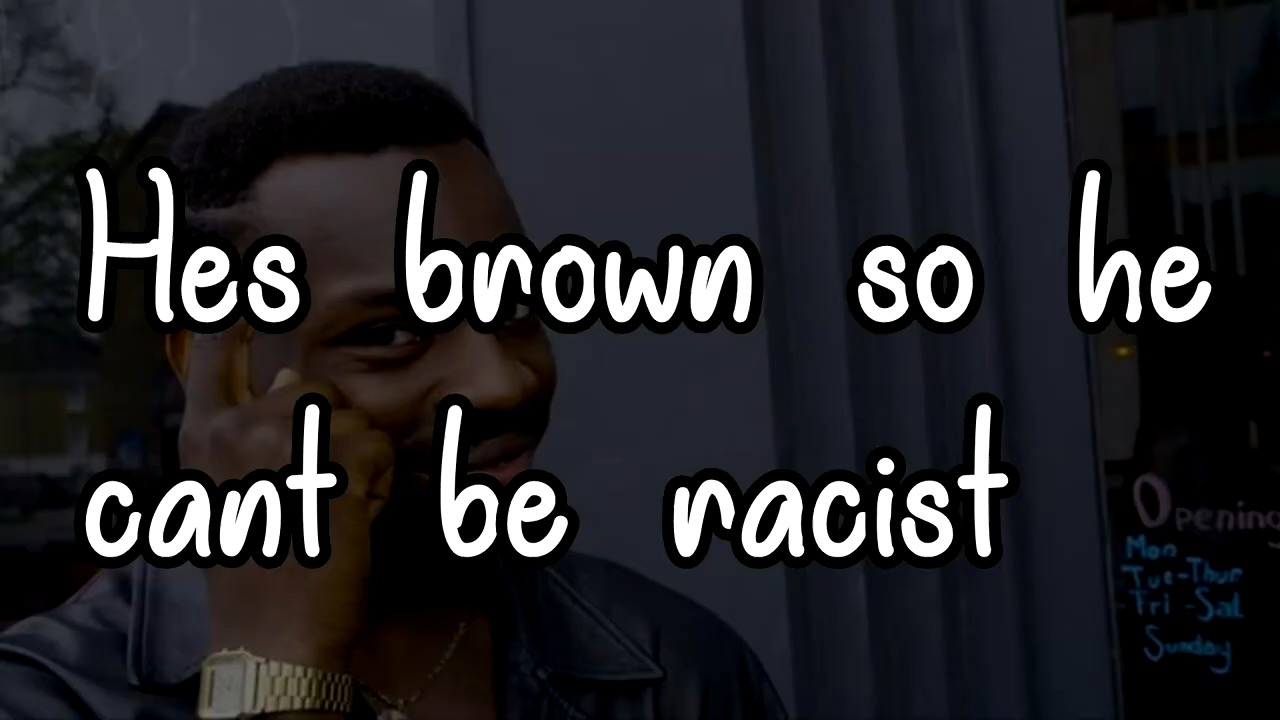 Hes brown so he
cant be racist
Opening
Mon
Tue-Thur
Fri-Sat
Sunday